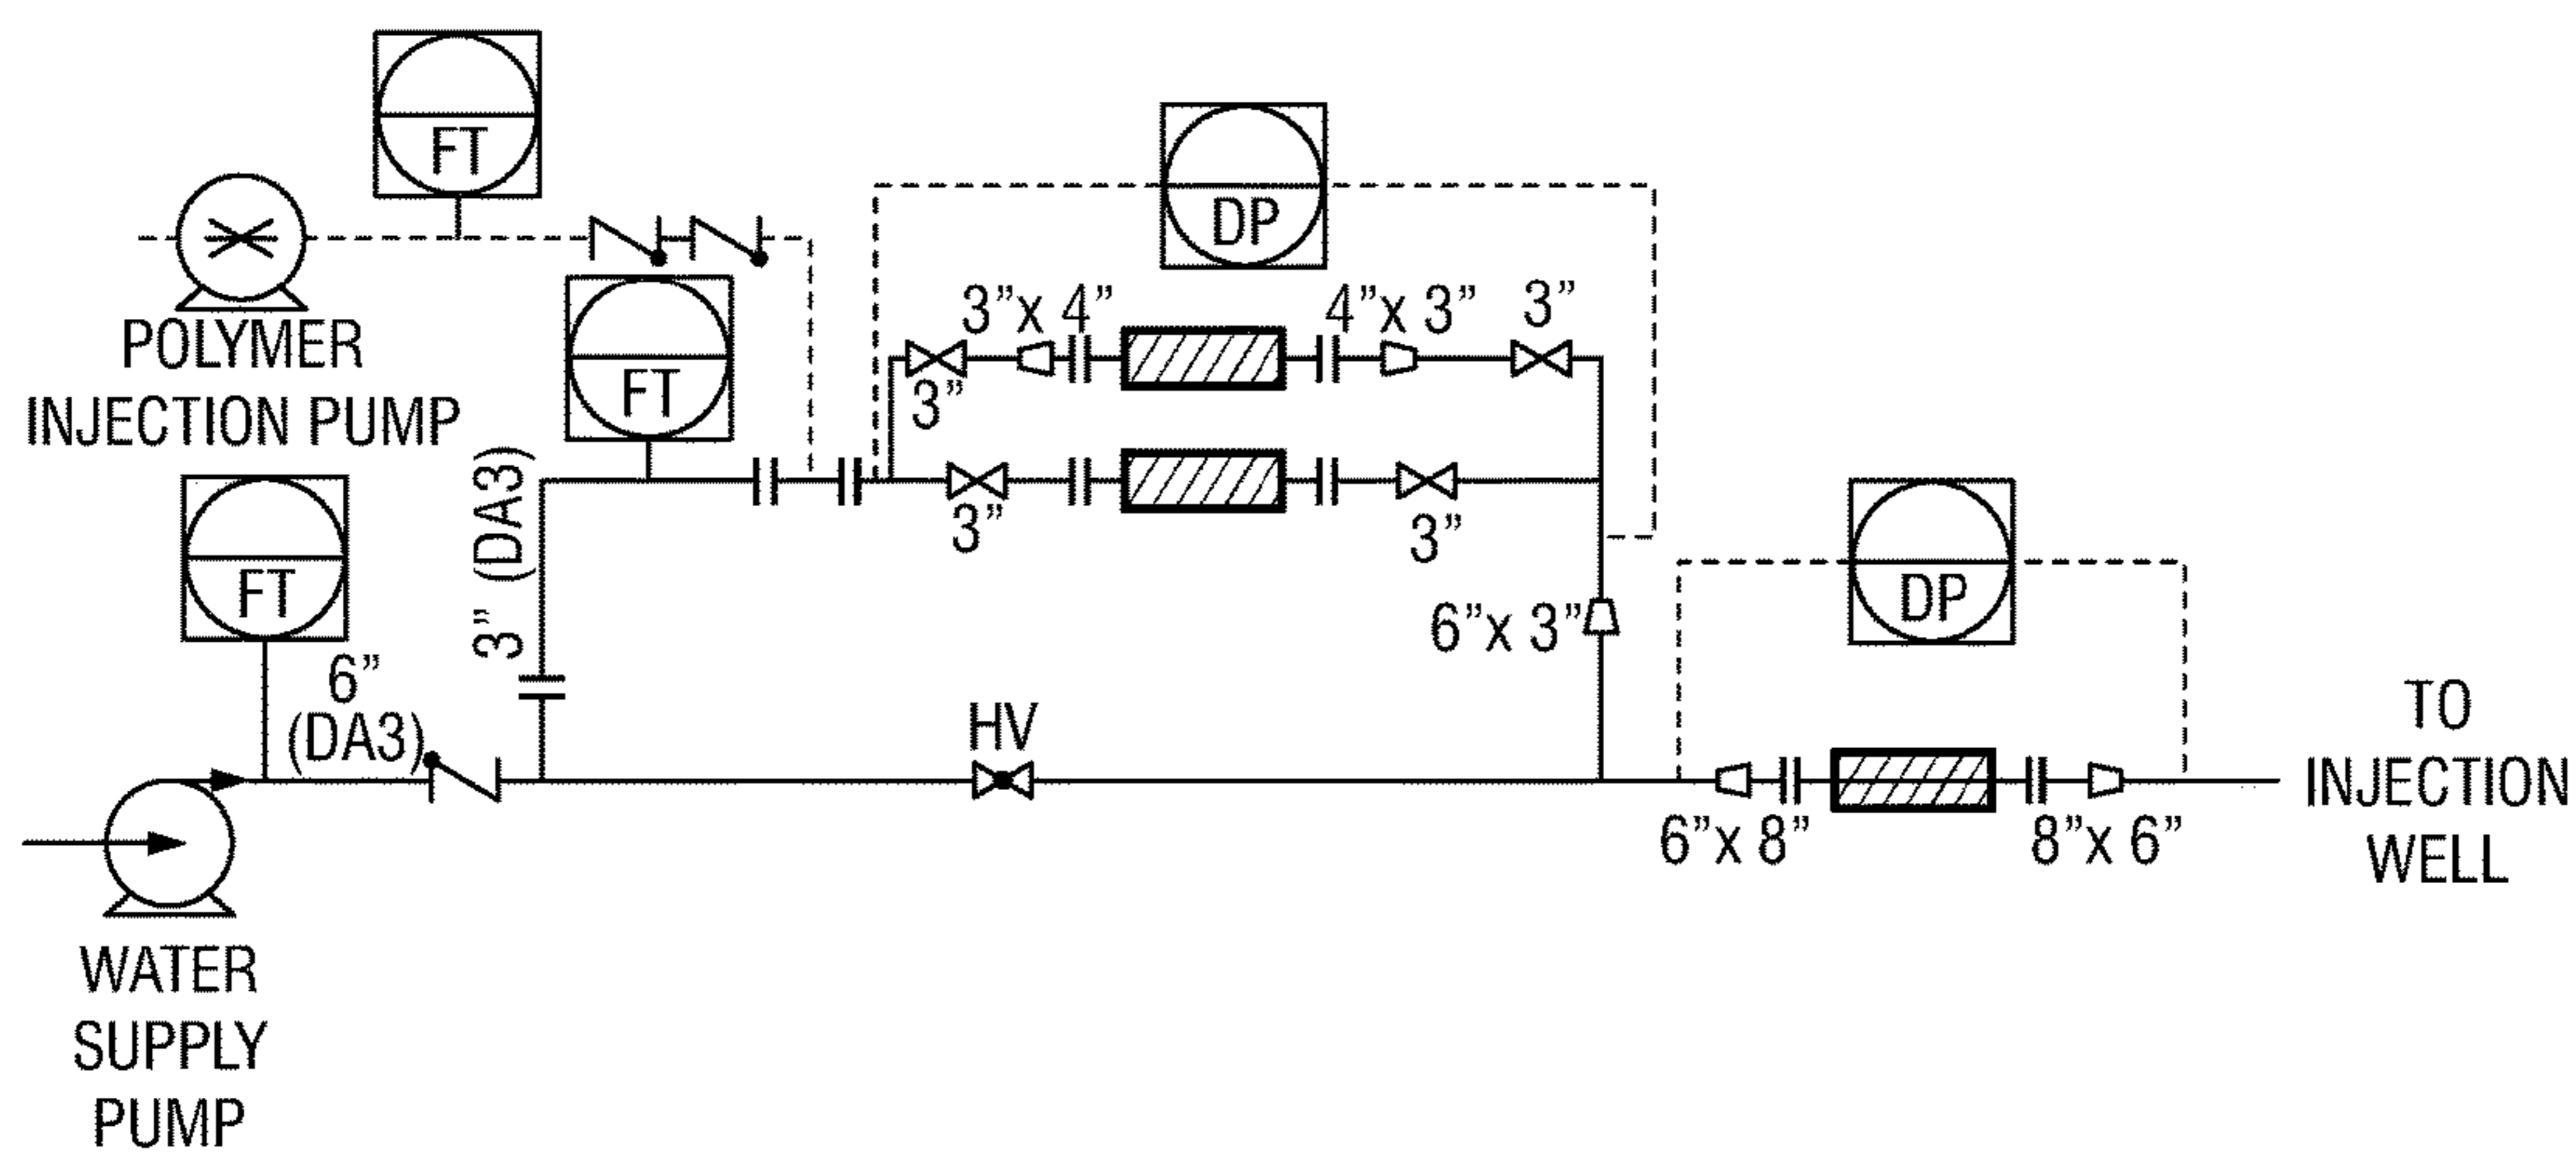 FT
POLYMER
INJECTION PUMP
FT
DP
3”x 4”
4”x 3”
3”
3”
3”
3”
3” (DA3)
FT
6”
(DA3)
HV
6”x 3”
DP
6”x 8”
8”x 6”
TO
INJECTION
WELL
WATER
SUPPLY
PUMP